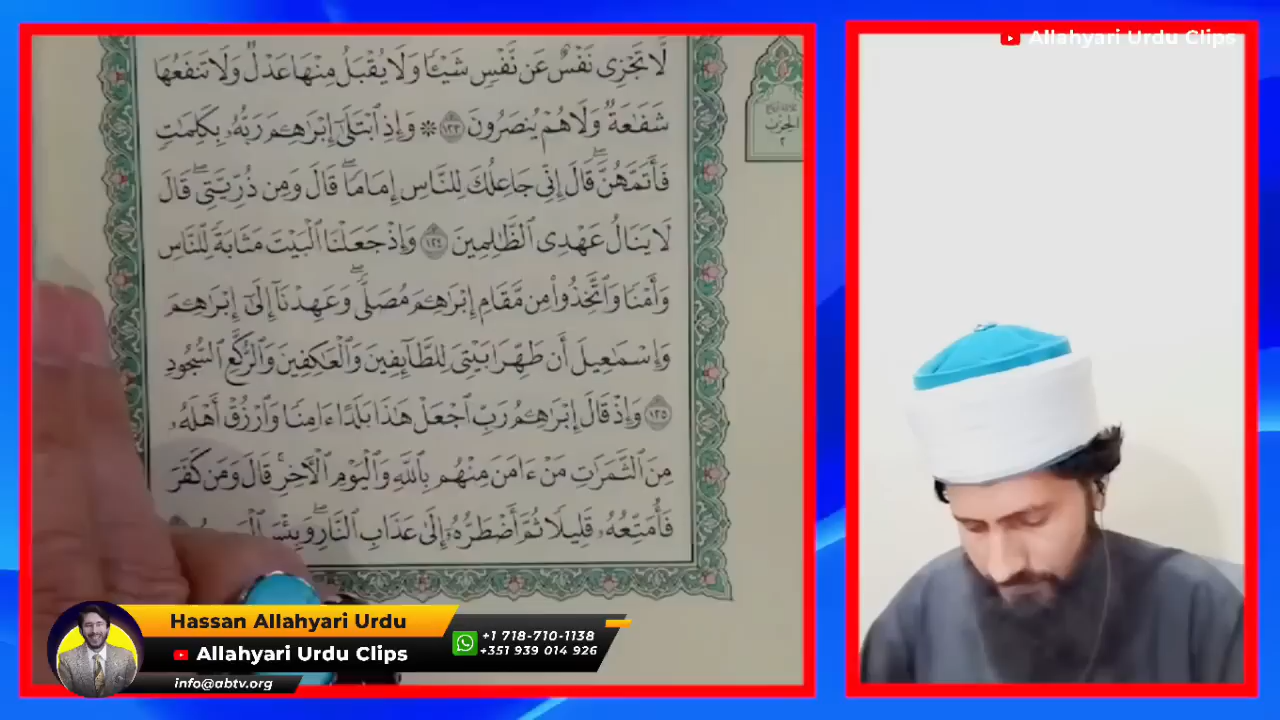 Allahyari Urdu Clips
لَّا تَجْزِى نَفْسٌ عَن نَّفْسٍ شَيْـًٔا وَلَا يُقْبَلُ مِنْهَا عَدْلٌ وَلَا تَنفَعُهَا
شَفَـٰعَةٌ وَلَا هُمْ يُنصَرُونَ ١٢٣ ۞ وَإِذِ ٱبْتَلَىٰٓ إِبْرَٰهِـۧمَ رَبُّهُۥ بِكَلِمَـٰتٍ
فَأَتَمَّهُنَّ ۖ قَالَ إِنِّى جَاعِلُكَ لِلنَّاسِ إِمَامًا ۖ قَالَ وَمِن ذُرِّيَّتِى ۖ قَالَ
لَا يَنَالُ عَهْدِى ٱلظَّـٰلِمِينَ ١٢٤ وَإِذْ جَعَلْنَا ٱلْبَيْتَ مَثَابَةً لِّلنَّاسِ
وَأَمْنًا وَٱتَّخِذُوا۟ مِن مَّقَامِ إِبْرَٰهِـۧمَ مُصَلًّى ۖ وَعَهِدْنَآ إِلَىٰٓ إِبْرَٰهِـۧمَ
وَإِسْمَـٰعِيلَ أَن طَهِّرَا بَيْتِىَ لِلطَّآئِفِينَ وَٱلْعَـٰكِفِينَ وَٱلرُّكَّعِ ٱلسُّجُودِ
١٢٥ وَإِذْ قَالَ إِبْرَٰهِـۧمُ رَبِّ ٱجْعَلْ هَـٰذَا بَلَدًا ءَامِنًا وَٱرْزُقْ أَهْلَهُۥ
مِنَ ٱلثَّمَرَٰتِ مَنْ ءَامَنَ مِنْهُم بِٱللَّهِ وَٱلْيَوْمِ ٱلْـَٔاخِرِ ۖ قَالَ وَمَن كَفَرَ
فَأُمَتِّعُهُۥ قَلِيلًا ثُمَّ أَضْطَرُّهُۥٓ إِلَىٰ عَذَابِ ٱلنَّارِ ۖ وَبِئْسَ
الحزب
٢
Hassan Allahyari Urdu
Allahyari Urdu Clips
info@abtv.org
+1 718-710-1138
+351 939 014 926